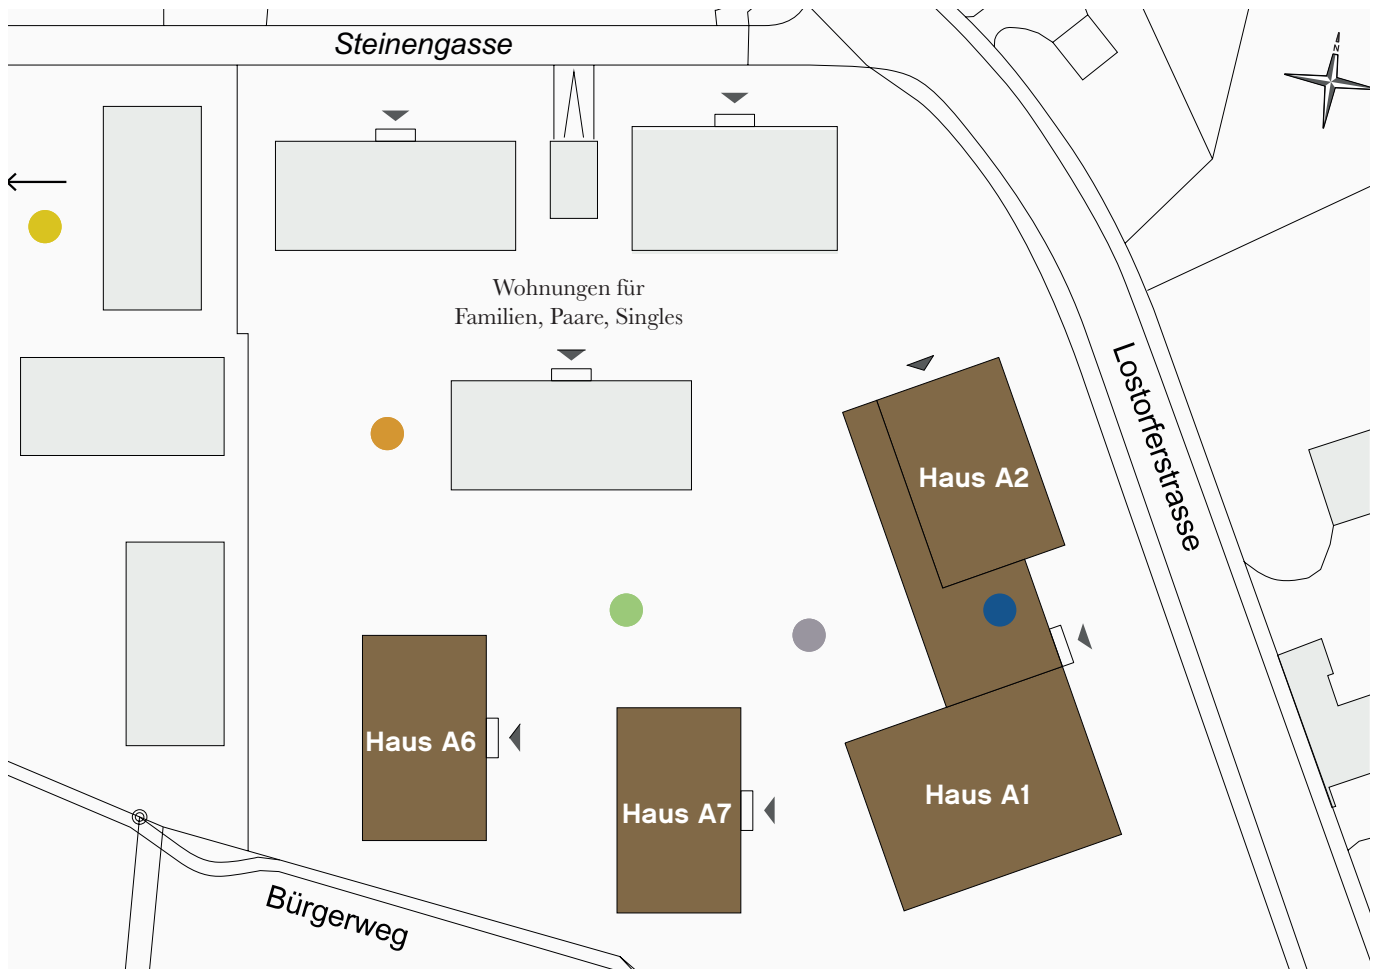 Steinengasse
N
Wohnungen für
Familien, Paare, Singles
Lostorferstrasse
Haus A2
Haus A6
Haus A7
Haus A1
Bürgerweg